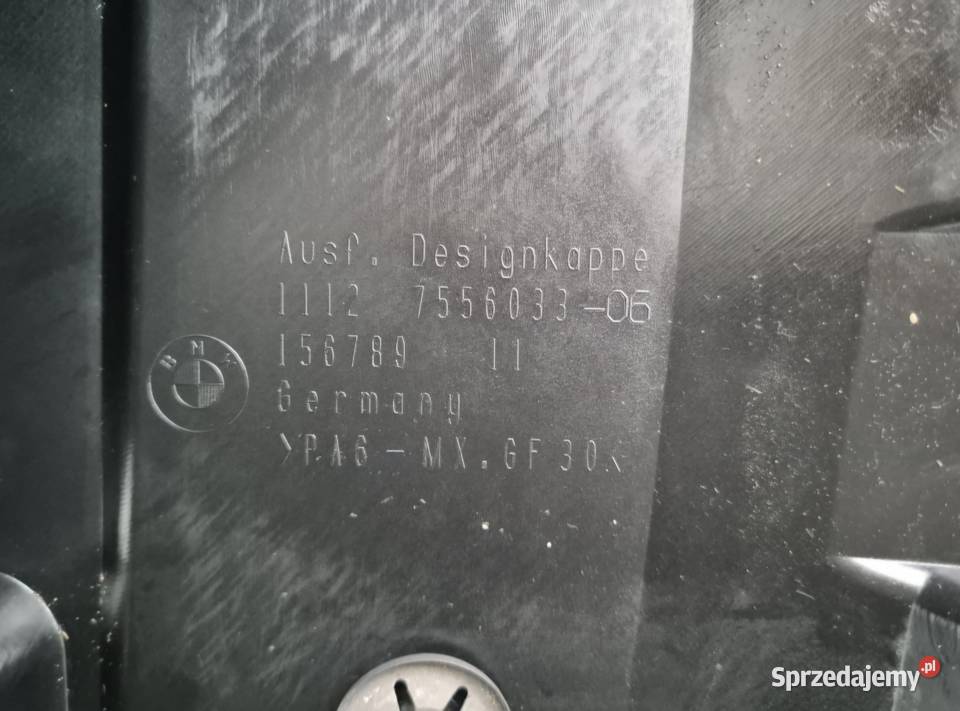 Ausf. Designkappe
1112 7556033-06
156789 11
BMW
Germany
>PA6-MX.GF30<
Sprzedajemy.pl